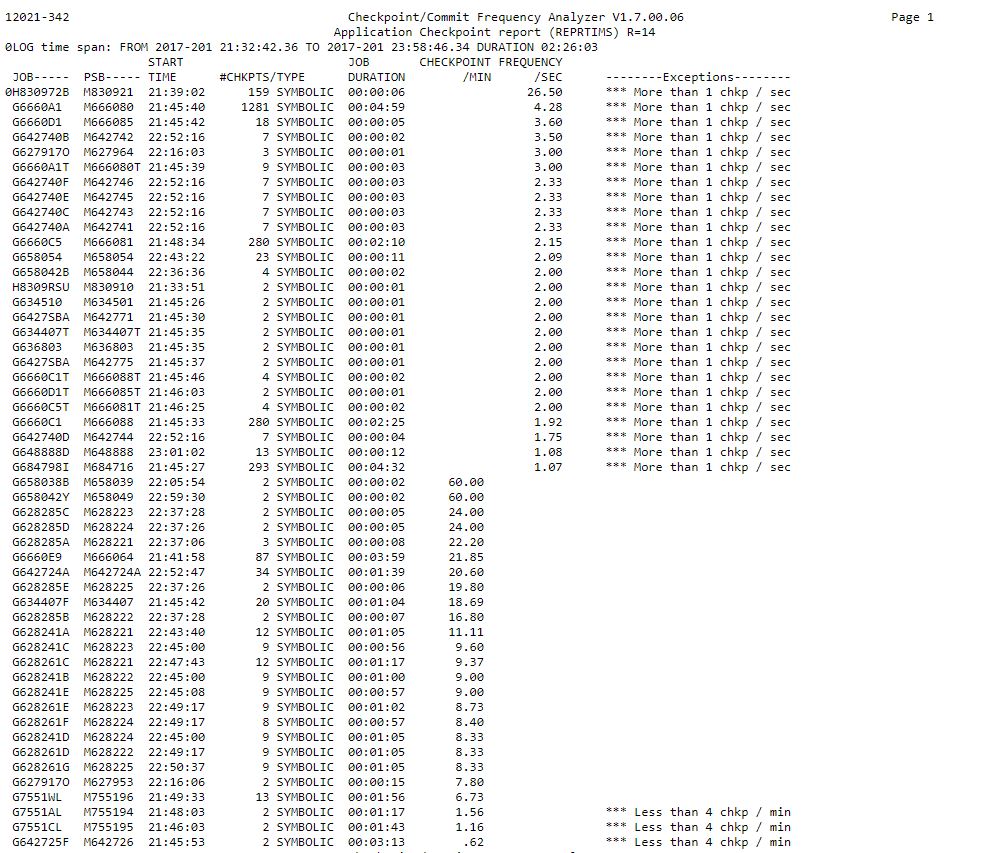 12021-342 Checkpoint/Commit Frequency Analyzer V1.7.00.06 Page 1
Application Checkpoint report (REPRTIMS) R=14
0LOG time span: FROM 2017-201 21:32:42.36 TO 2017-201 23:58:46.34 DURATION 02:26:03
START JOB CHECKPOINT FREQUENCY
JOB----- PSB----- TIME #CHKPTS/TYPE DURATION /MIN /SEC --------Exceptions--------
0H830972B M830921 21:39:02 159 SYMBOLIC 00:00:06 26.50 *** More than 1 chkp / sec
G6660A1 M666080 21:45:40 1281 SYMBOLIC 00:04:59 4.28 *** More than 1 chkp / sec
G6660D1 M666085 21:45:42 18 SYMBOLIC 00:00:05 3.60 *** More than 1 chkp / sec
G642740B M642742 22:52:16 7 SYMBOLIC 00:00:02 3.50 *** More than 1 chkp / sec
G627917O M627964 22:16:03 3 SYMBOLIC 00:00:01 3.00 *** More than 1 chkp / sec
G6660A1T M666080T 21:45:39 9 SYMBOLIC 00:00:03 3.00 *** More than 1 chkp / sec
G642740F M642746 22:52:16 7 SYMBOLIC 00:00:03 2.33 *** More than 1 chkp / sec
G642740E M642745 22:52:16 7 SYMBOLIC 00:00:03 2.33 *** More than 1 chkp / sec
G642740C M642743 22:52:16 7 SYMBOLIC 00:00:03 2.33 *** More than 1 chkp / sec
G642740A M642741 22:52:16 7 SYMBOLIC 00:00:03 2.33 *** More than 1 chkp / sec
G6660C5 M666081 21:48:34 280 SYMBOLIC 00:02:10 2.15 *** More than 1 chkp / sec
G658054 M658054 22:43:22 23 SYMBOLIC 00:00:11 2.09 *** More than 1 chkp / sec
G658042B M658044 22:36:36 4 SYMBOLIC 00:00:02 2.00 *** More than 1 chkp / sec
H8309RSU M830910 21:33:51 2 SYMBOLIC 00:00:01 2.00 *** More than 1 chkp / sec
G634510 M634501 21:45:26 2 SYMBOLIC 00:00:01 2.00 *** More than 1 chkp / sec
G6427SBA M642771 21:45:30 2 SYMBOLIC 00:00:01 2.00 *** More than 1 chkp / sec
G634407T M634407T 21:45:35 2 SYMBOLIC 00:00:01 2.00 *** More than 1 chkp / sec
G636803 M636803 21:45:35 2 SYMBOLIC 00:00:01 2.00 *** More than 1 chkp / sec
G6427SBA M642775 21:45:37 2 SYMBOLIC 00:00:01 2.00 *** More than 1 chkp / sec
G6660C1T M666088T 21:45:46 4 SYMBOLIC 00:00:02 2.00 *** More than 1 chkp / sec
G6660D1T M666085T 21:46:03 2 SYMBOLIC 00:00:01 2.00 *** More than 1 chkp / sec
G6660C5T M666081T 21:46:25 4 SYMBOLIC 00:00:02 2.00 *** More than 1 chkp / sec
G6660C1 M666088 21:45:33 280 SYMBOLIC 00:02:25 1.92 *** More than 1 chkp / sec
G642740D M642744 22:52:16 7 SYMBOLIC 00:00:04 1.75 *** More than 1 chkp / sec
G648888D M648888 23:01:02 13 SYMBOLIC 00:00:12 1.08 *** More than 1 chkp / sec
G684798I M684716 21:45:27 293 SYMBOLIC 00:04:32 1.07 *** More than 1 chkp / sec
G658038B M658039 22:05:54 2 SYMBOLIC 00:00:02 60.00
G658042Y M658049 22:59:30 2 SYMBOLIC 00:00:02 60.00
G628285C M628223 22:37:28 2 SYMBOLIC 00:00:05 24.00
G628285D M628224 22:37:26 2 SYMBOLIC 00:00:05 24.00
G628285A M628221 22:37:06 3 SYMBOLIC 00:00:08 22.20
G6660E9 M666064 21:41:58 87 SYMBOLIC 00:03:59 21.85
G642724A M642724A 22:52:47 34 SYMBOLIC 00:01:39 20.60
G628285E M628225 22:37:26 2 SYMBOLIC 00:00:06 19.80
G634407F M634407 21:45:42 20 SYMBOLIC 00:01:04 18.69
G628285B M628222 22:37:28 2 SYMBOLIC 00:00:07 16.80
G628241A M628221 22:43:40 12 SYMBOLIC 00:01:05 11.11
G628241C M628223 22:45:00 9 SYMBOLIC 00:00:56 9.60
G628261C M628221 22:47:43 12 SYMBOLIC 00:01:17 9.37
G628241B M628222 22:45:00 9 SYMBOLIC 00:01:00 9.00
G628241E M628225 22:45:08 9 SYMBOLIC 00:00:57 9.00
G628261E M628223 22:49:17 9 SYMBOLIC 00:01:02 8.73
G628261F M628224 22:49:17 8 SYMBOLIC 00:00:57 8.40
G628241D M628224 22:45:00 9 SYMBOLIC 00:01:05 8.33
G628261D M628222 22:49:17 9 SYMBOLIC 00:01:05 8.33
G628261G M628225 22:50:37 9 SYMBOLIC 00:01:05 8.33
G627917O M627953 22:16:06 2 SYMBOLIC 00:00:15 7.80
G7551WL M755196 21:49:33 13 SYMBOLIC 00:01:56 6.73
G7551AL M755194 21:48:03 2 SYMBOLIC 00:01:17 1.56 *** Less than 4 chkp / min
G7551CL M755195 21:46:03 2 SYMBOLIC 00:01:43 1.16 *** Less than 4 chkp / min
G642725F M642726 21:45:53 2 SYMBOLIC 00:03:13 .62 *** Less than 4 chkp / min